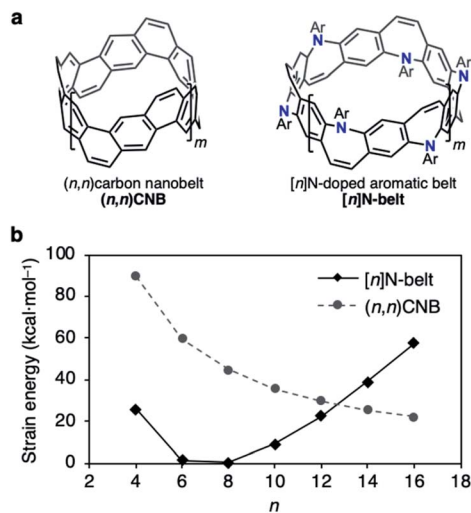 a
Ar
N
Ar
N
N
Ar
N
Ar
N
Ar
N
Ar
m
m
(n,n)carbon nanobelt
(n,n)CNB
[n]N-doped aromatic belt
[n]N-belt
b
Strain energy (kcal·mol⁻¹)
100
80
60
40
20
0
[n]N-belt
(n,n)CNB
2 4 6 8 10 12 14 16 18
n